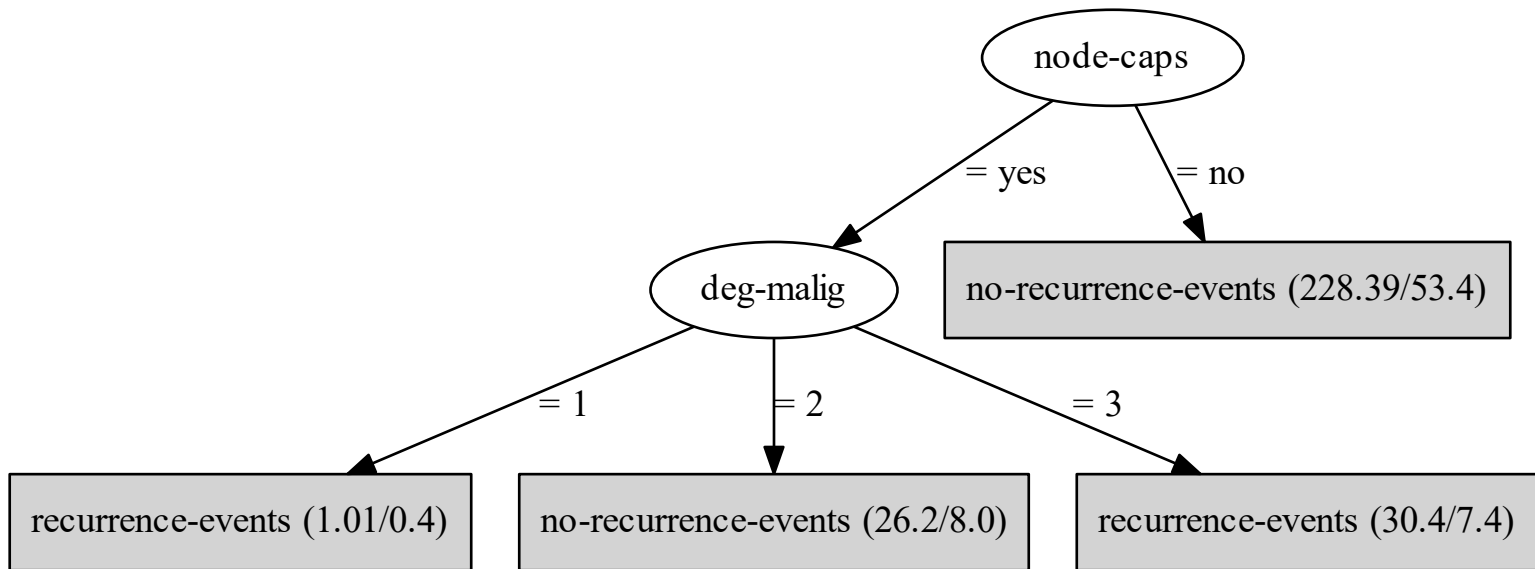 node-caps
= yes
= no
deg-malig
no-recurrence-events (228.39/53.4)
= 1
= 2
= 3
recurrence-events (1.01/0.4)
no-recurrence-events (26.2/8.0)
recurrence-events (30.4/7.4)